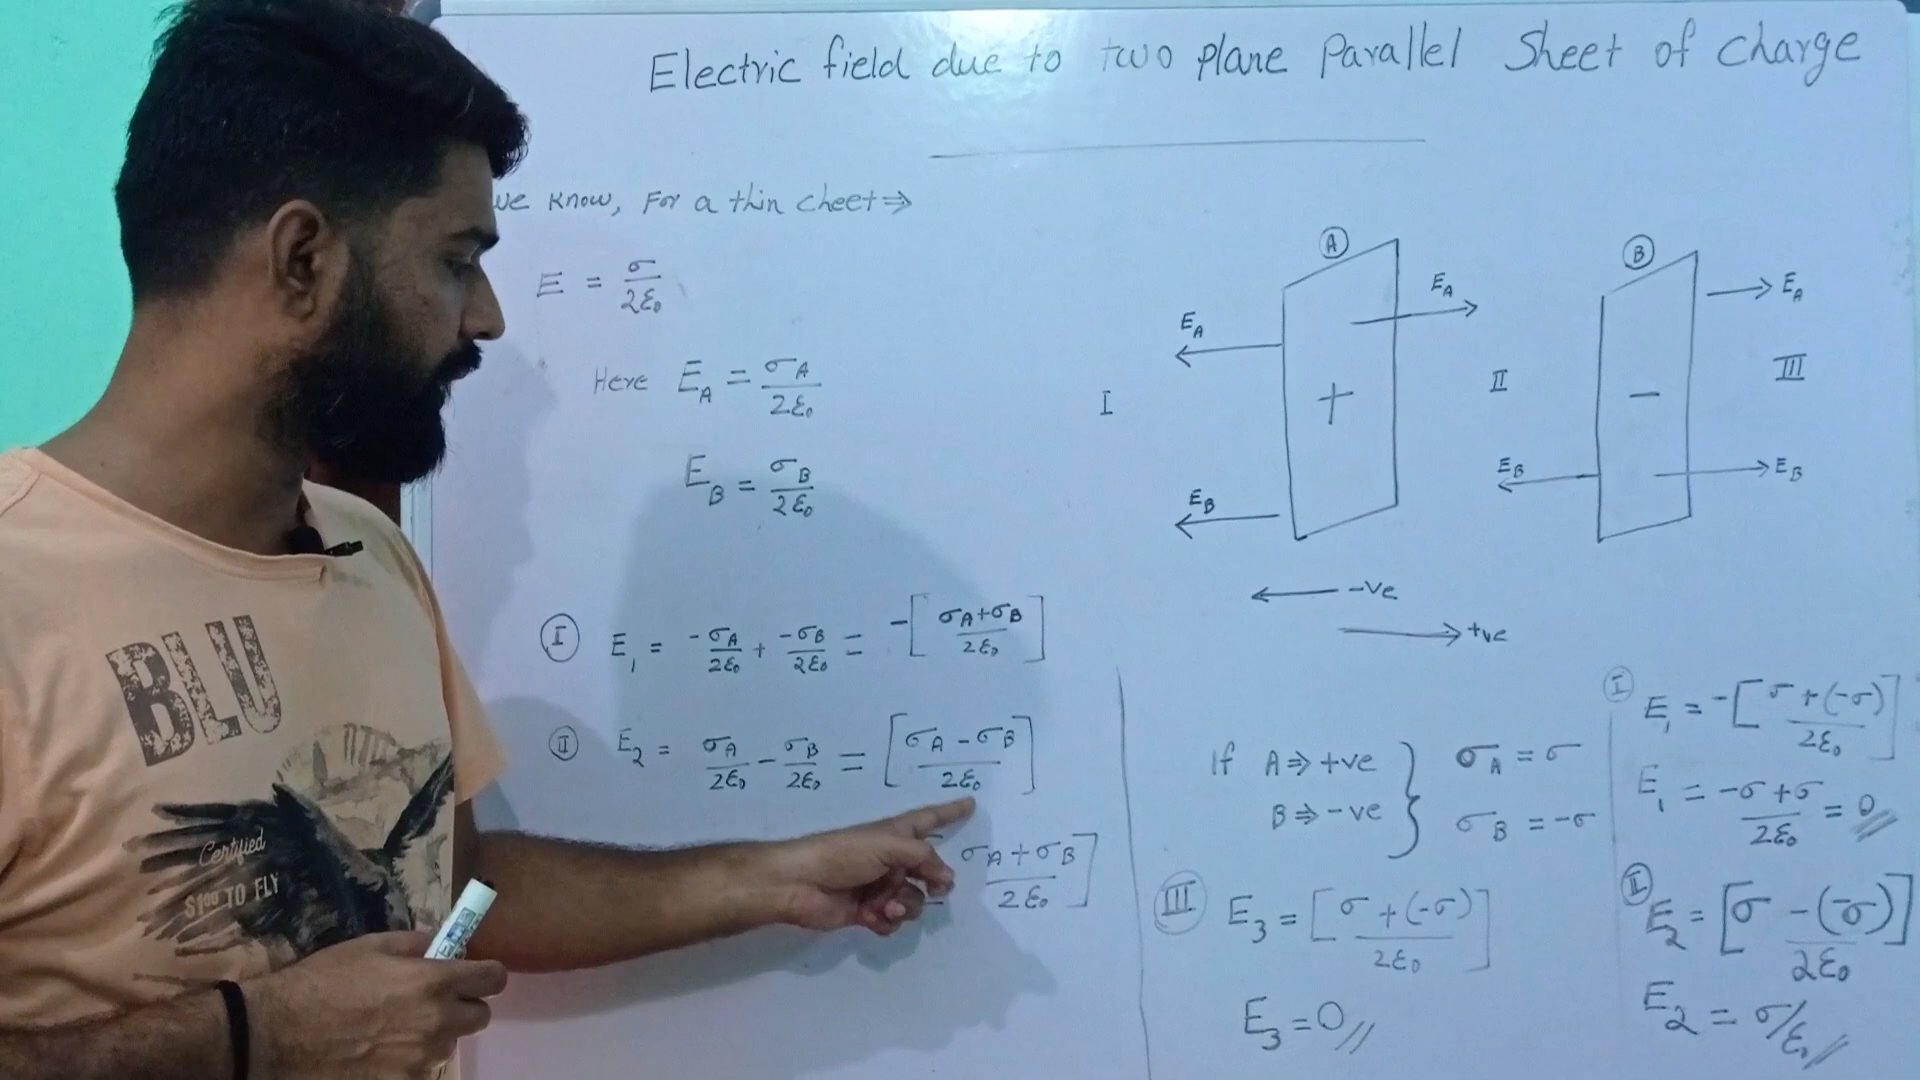 Electric field due to two plane Parallel Sheet of Charge
we know, For a thin cheet ⇒
E = σ/2ε₀
Here E_A = σ_A/2ε₀
E_B = σ_B/2ε₀
Ⓘ E₁ = -σ_A/2ε₀ + -σ_B/2ε₀ = -[σ_A+σ_B/2ε₀]
Ⓘ︎Ⓘ E₂ = σ_A/2ε₀ - σ_B/2ε₀ = [σ_A - σ_B/2ε₀]
σ_A+σ_B/2ε₀]
A
B
E_A
E_A
E_A
I
II
III
+
-
E_B
E_B
E_B
← -ve
→ +ve
If A ⇒ +ve } σ_A = σ
B ⇒ -ve } σ_B = -σ
III E₃ = [σ + (-σ)/2ε₀]
E₃ = 0//
I E₁ = -[σ + (-σ)/2ε₀]
E₁ = -σ+σ/2ε₀ = 0//
II E₂ = [σ - (-σ)/2ε₀]
E₂ = σ/ε₀//
BLU
Certified
$100 TO FLY